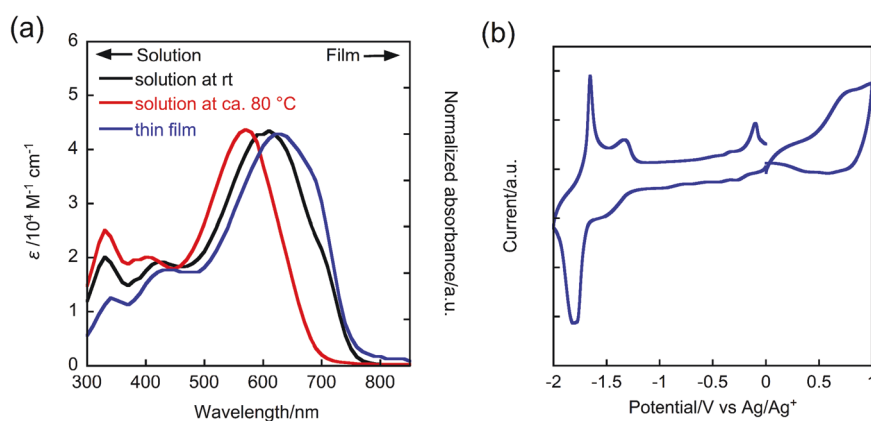 (a)
Solution
Film
solution at rt
solution at ca. 80 °C
thin film
6
5
4
3
2
1
0
ε /10⁴ M⁻¹ cm⁻¹
Normalized absorbance/a.u.
300 400 500 600 700 800
Wavelength/nm
(b)
Current/a.u.
-2 -1.5 -1 -0.5 0 0.5 1
Potential/V vs Ag/Ag⁺